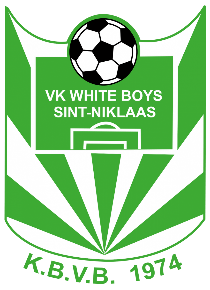 VK WHITE BOYS
SINT-NIKLAAS
K.B.V.B. 1974